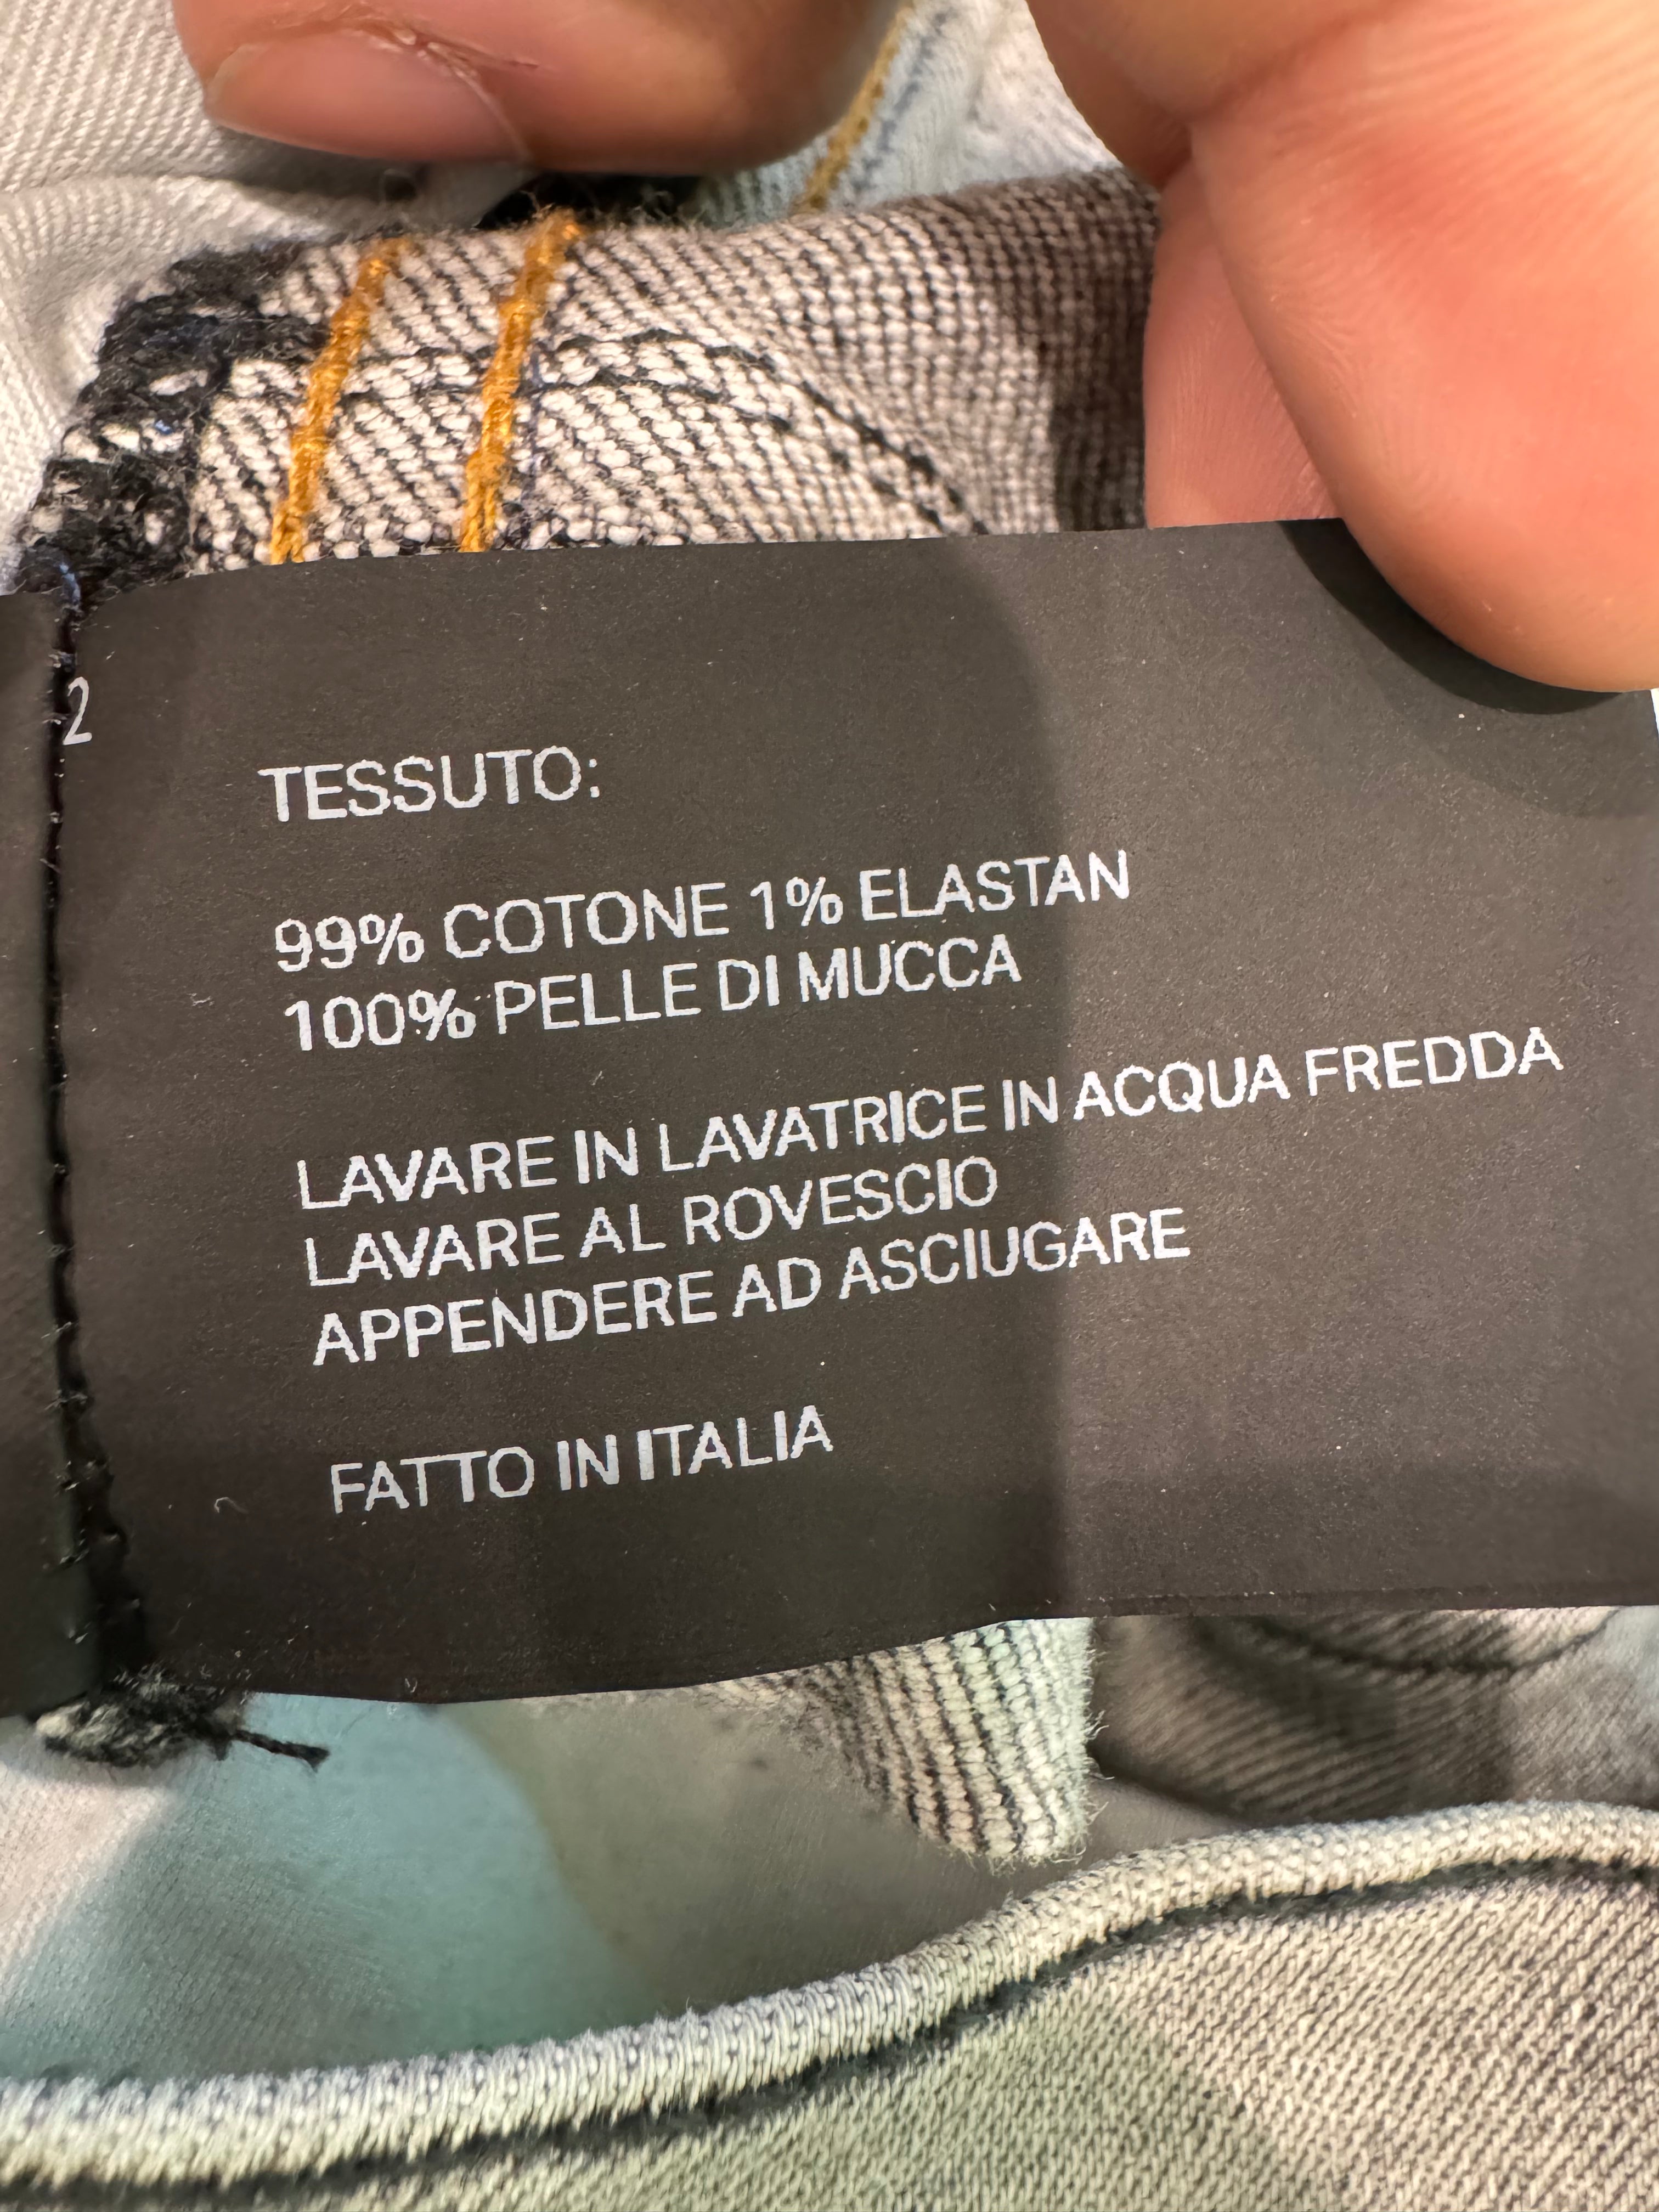 2
TESSUTO:
99% COTONE 1% ELASTAN
100% PELLE DI MUCCA
LAVARE IN LAVATRICE IN ACQUA FREDDA
LAVARE AL ROVESCIO
APPENDERE AD ASCIUGARE
FATTO IN ITALIA